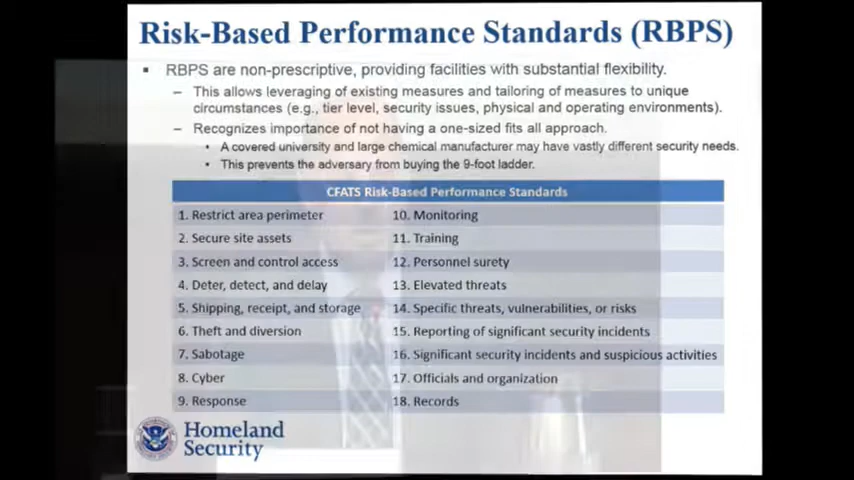 Risk-Based Performance Standards (RBPS)
▪ RBPS are non-prescriptive, providing facilities with substantial flexibility.
– This allows leveraging of existing measures and tailoring of measures to unique
circumstances (e.g., tier level, security issues, physical and operating environments).
– Recognizes importance of not having a one-sized fits all approach.
• A covered university and large chemical manufacturer may have vastly different security needs.
• This prevents the adversary from buying the 9-foot ladder.
CFATS Risk-Based Performance Standards
1. Restrict area perimeter
2. Secure site assets
3. Screen and control access
4. Deter, detect, and delay
5. Shipping, receipt, and storage
6. Theft and diversion
7. Sabotage
8. Cyber
9. Response
10. Monitoring
11. Training
12. Personnel surety
13. Elevated threats
14. Specific threats, vulnerabilities, or risks
15. Reporting of significant security incidents
16. Significant security incidents and suspicious activities
17. Officials and organization
18. Records
Homeland
Security